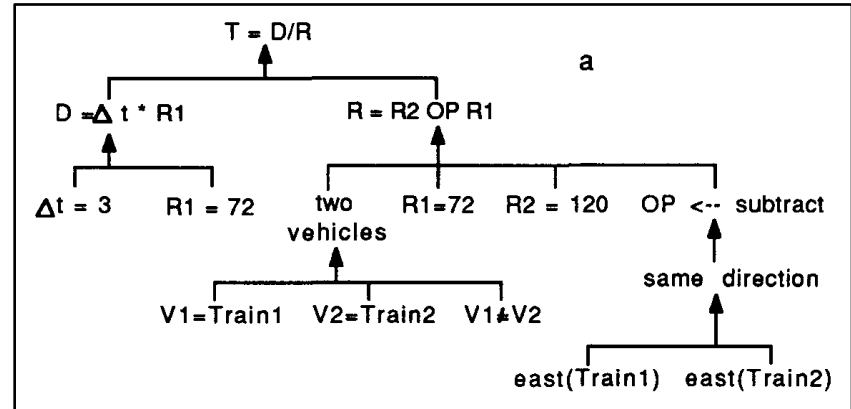 T = D/R
a
D = Δ t * R1
R = R2 OP R1
Δt = 3
R1 = 72
two
vehicles
R1=72
R2 = 120
OP <-- subtract
same direction
V1=Train1
V2=Train2
V1≠V2
east(Train1)
east(Train2)